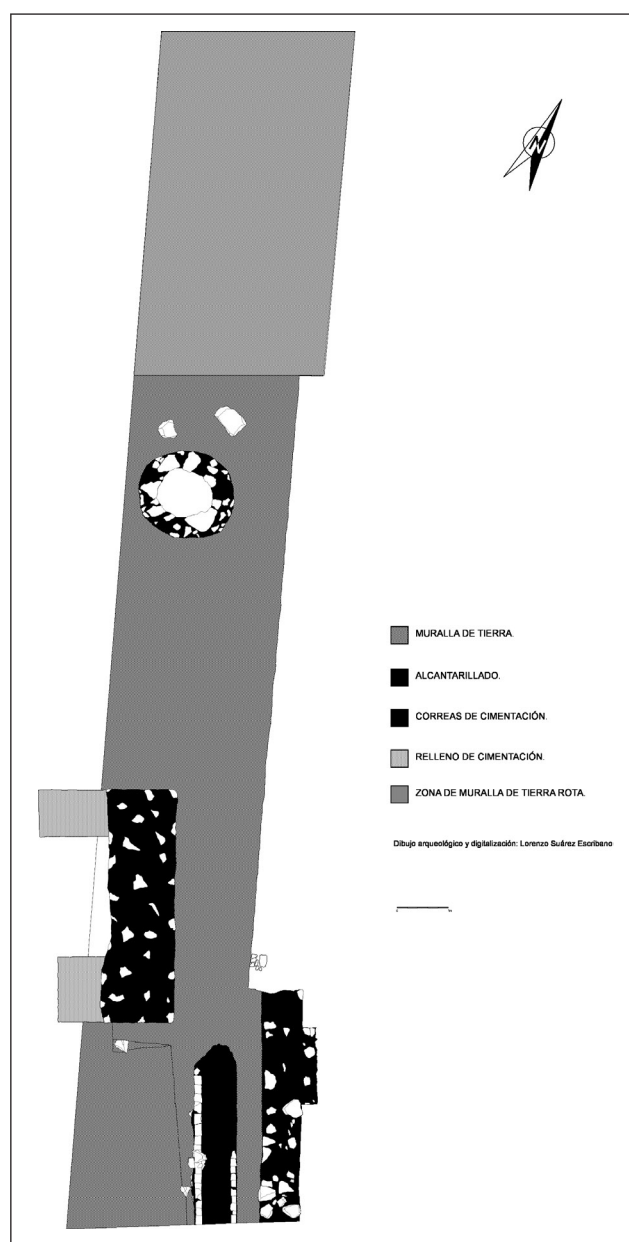 N
MURALLA DE TIERRA.
ALCANTARILLADO.
CORREAS DE CIMENTACIÓN.
RELLENO DE CIMENTACIÓN.
ZONA DE MURALLA DE TIERRA ROTA.
Dibujo arqueológico y digitalización: Lorenzo Suárez Escribano